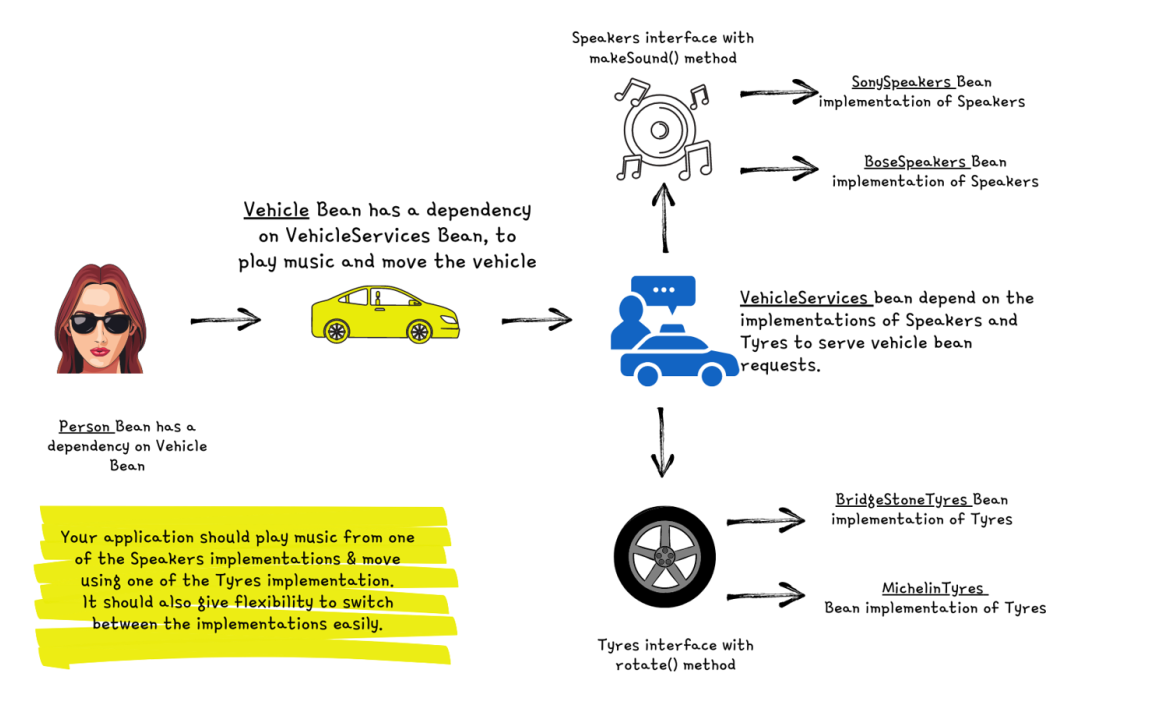 Speakers interface with
makeSound() method
SonySpeakers Bean
implementation of Speakers
BoseSpeakers Bean
implementation of Speakers
Vehicle Bean has a dependency
on VehicleServices Bean, to
play music and move the vehicle
VehicleServices bean depend on the
implementations of Speakers and
Tyres to serve vehicle bean
requests.
Person Bean has a
dependency on Vehicle
Bean
Your application should play music from one
of the Speakers implementations & move
using one of the Tyres implementation.
It should also give flexibility to switch
between the implementations easily.
BridgeStoneTyres Bean
implementation of Tyres
MichelinTyres
Bean implementation of Tyres
Tyres interface with
rotate() method